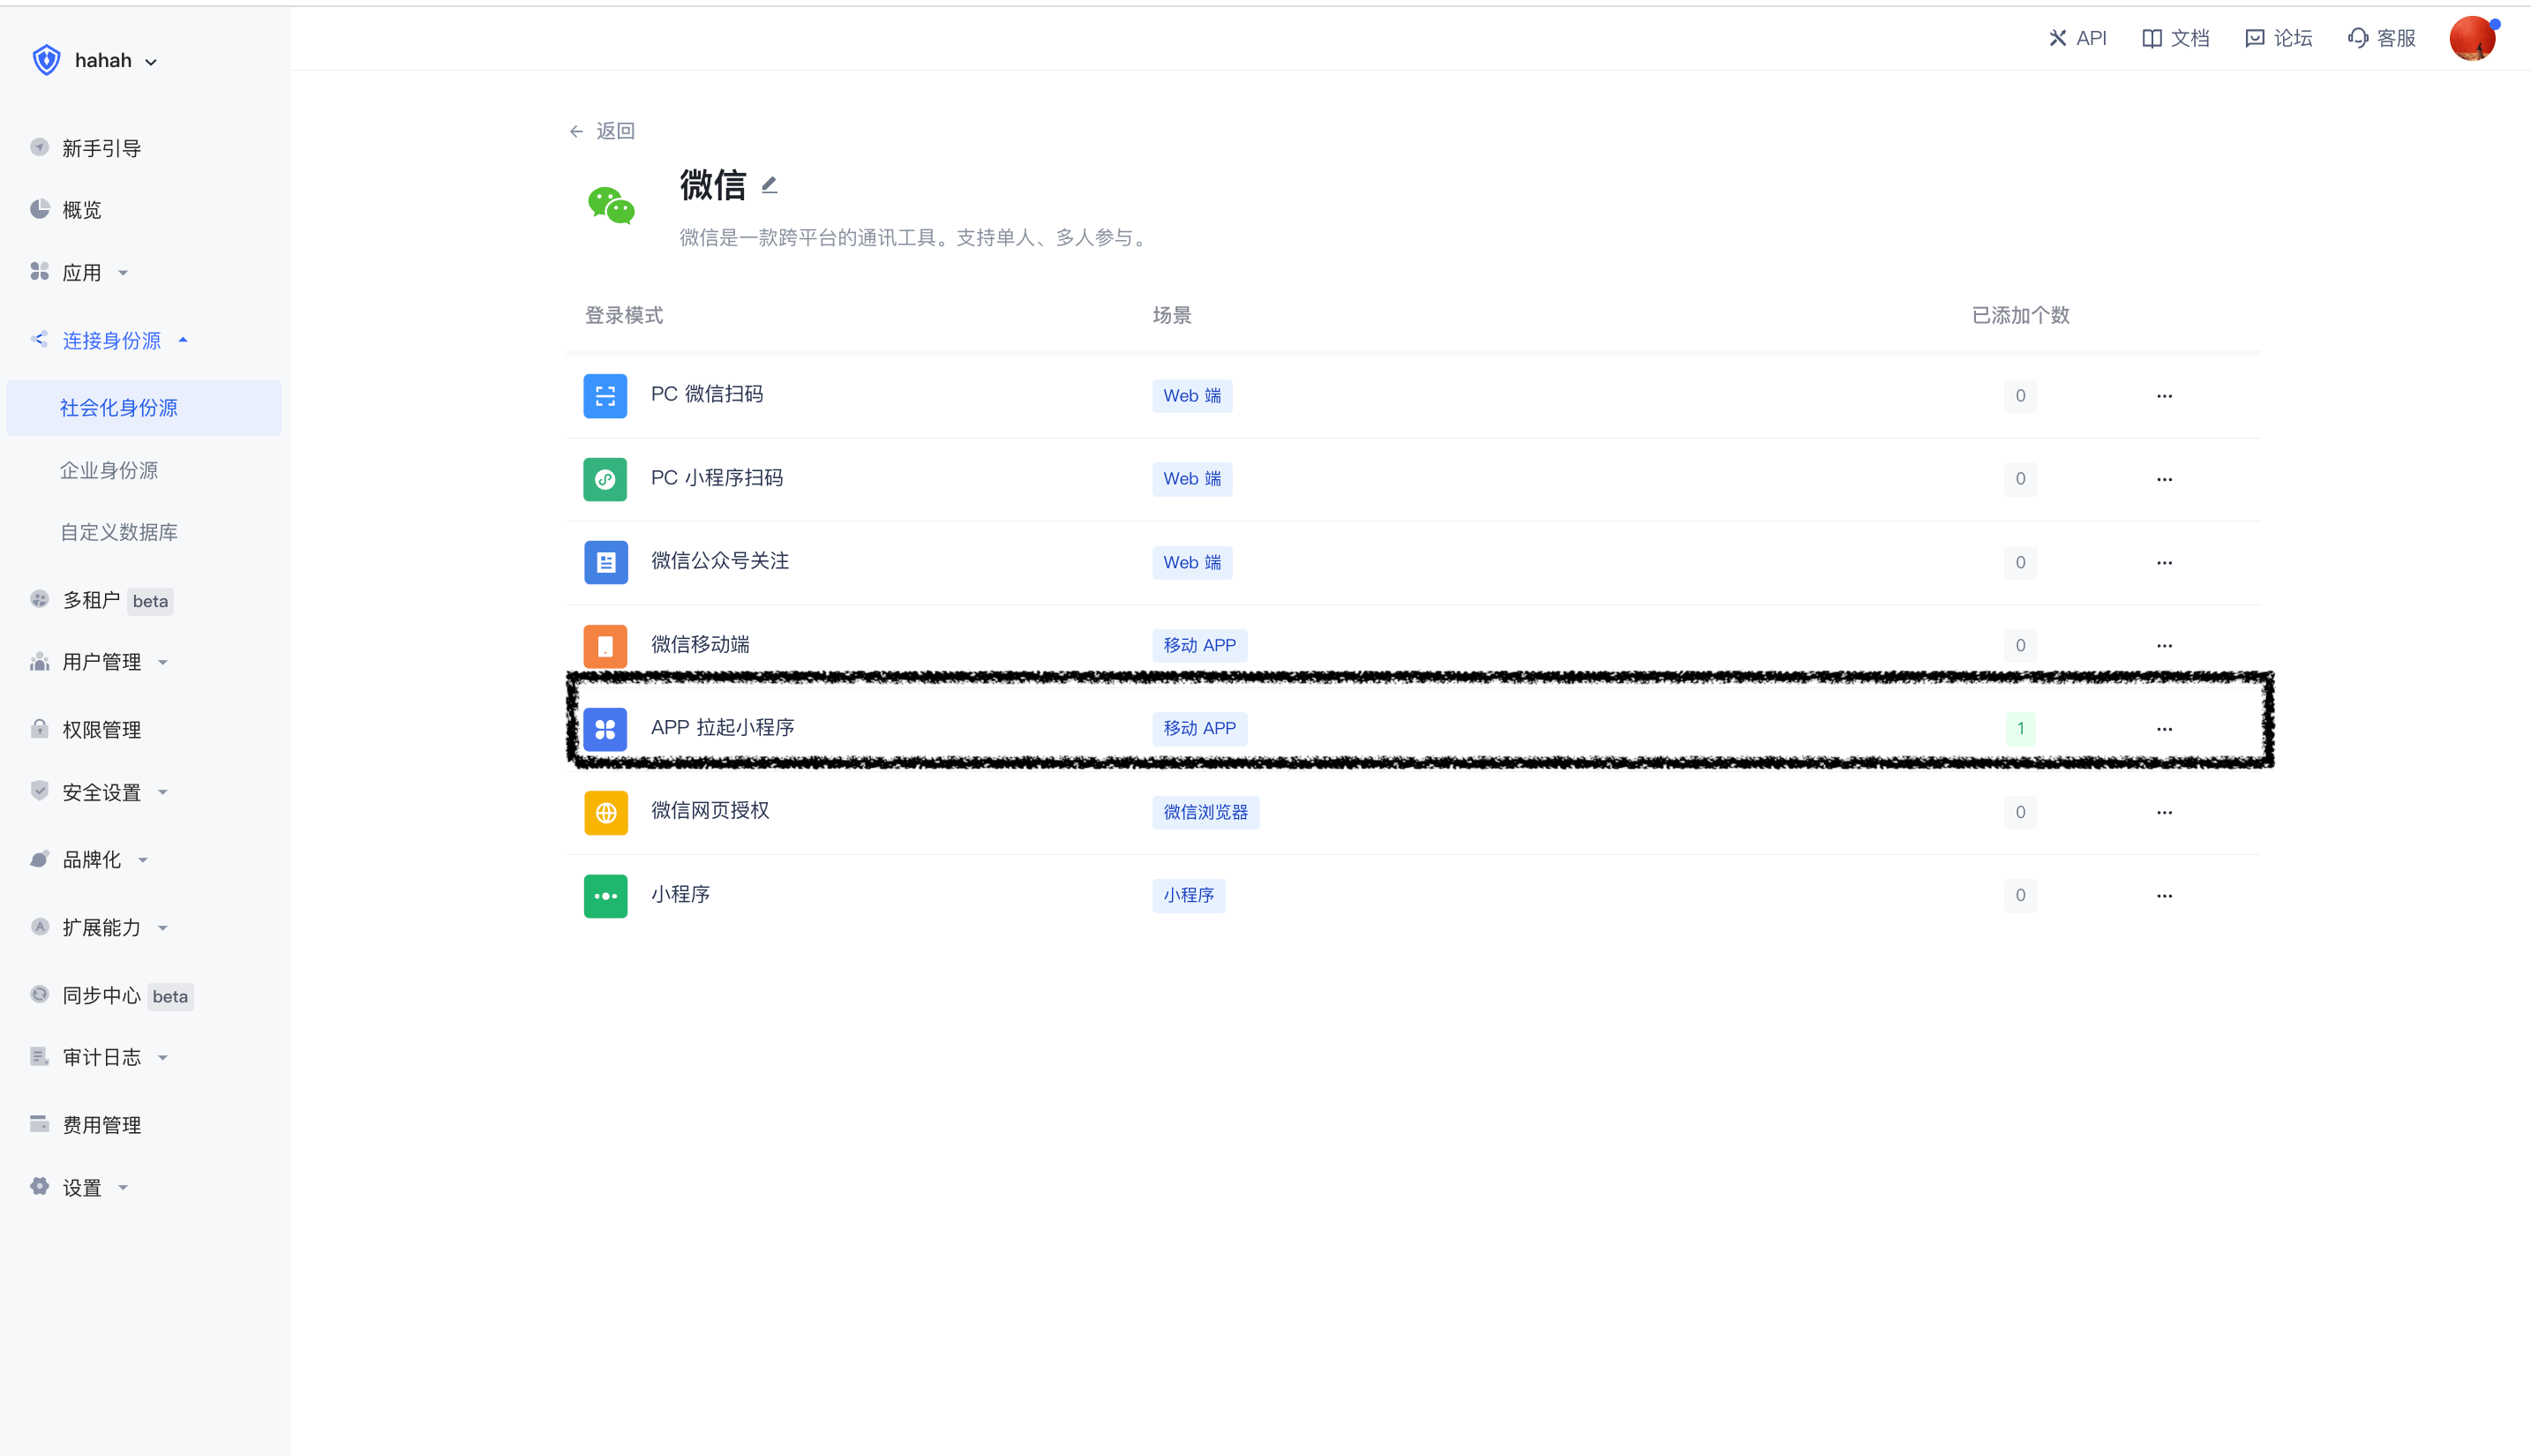 hahah
API
文档
论坛
客服
新手引导
概览
应用
连接身份源
社会化身份源
企业身份源
自定义数据库
多租户 beta
用户管理
权限管理
安全设置
品牌化
扩展能力
同步中心 beta
审计日志
费用管理
设置
返回
微信
微信是一款跨平台的通讯工具。支持单人、多人参与。
登录模式 场景 已添加个数
PC 微信扫码 Web 端 0
PC 小程序扫码 Web 端 0
微信公众号关注 Web 端 0
微信移动端 移动 APP 0
APP 拉起小程序 移动 APP 1
微信网页授权 微信浏览器 0
小程序 小程序 0